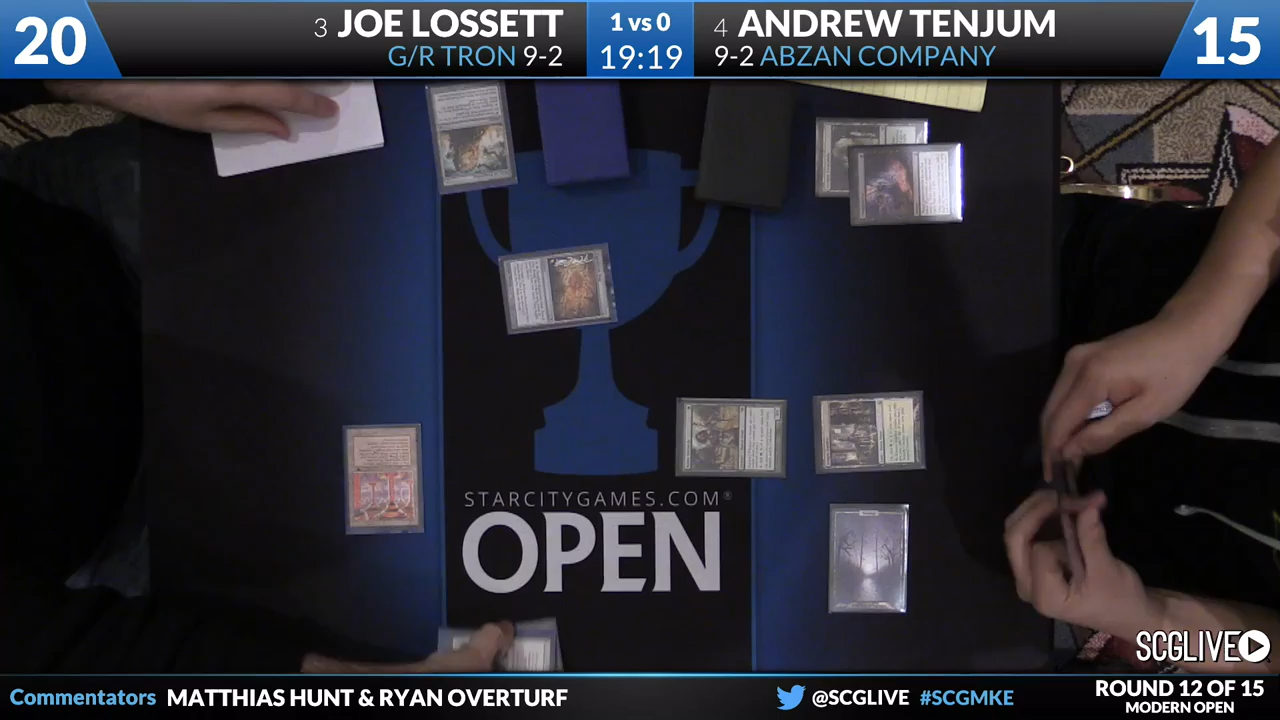 20
3 JOE LOSSETT
G/R TRON 9-2
1 vs 0
19:19
4 ANDREW TENJUM
9-2 ABZAN COMPANY
15
STARCITYGAMES.COM®
OPEN
SCGLIVE
Commentators MATTHIAS HUNT & RYAN OVERTURF
@SCGLIVE #SCGMKE
ROUND 12 OF 15
MODERN OPEN